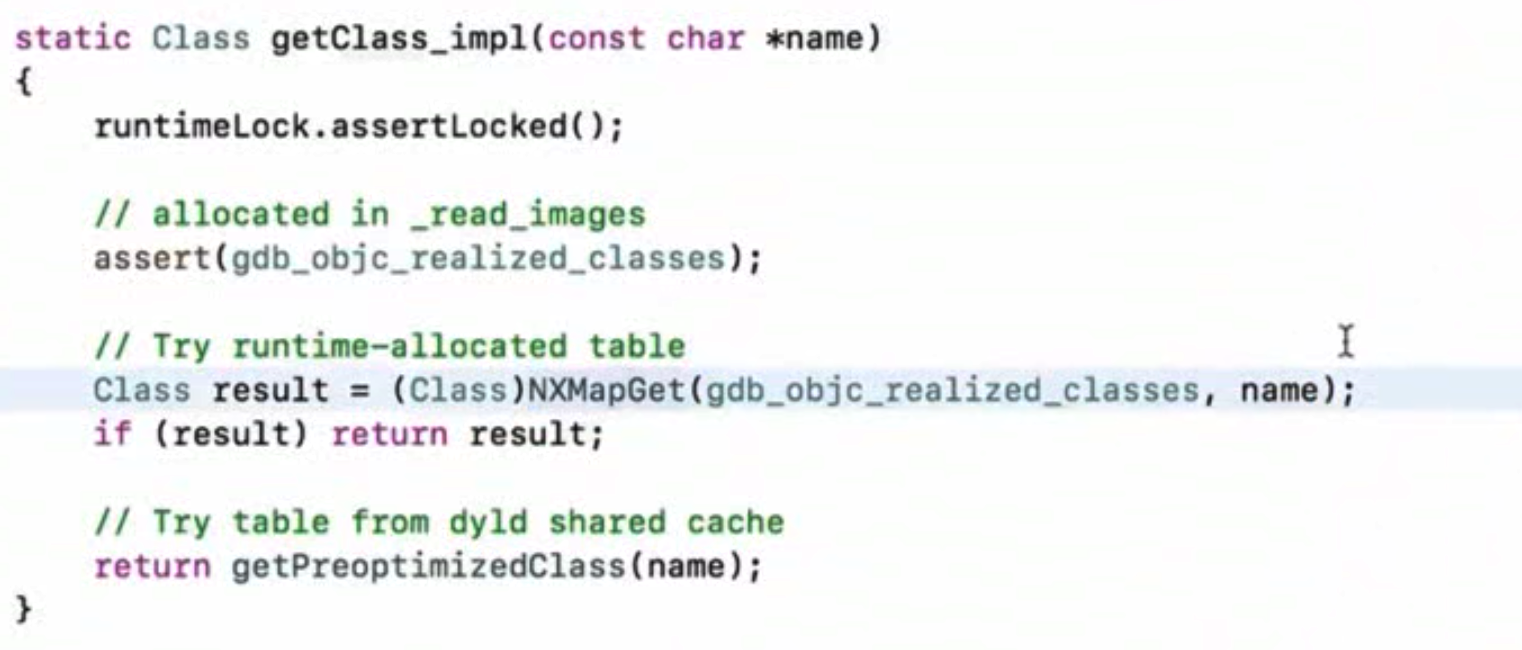 static Class getClass_impl(const char *name)
{
    runtimeLock.assertLocked();

    // allocated in _read_images
    assert(gdb_objc_realized_classes);

    // Try runtime-allocated table
    Class result = (Class)NXMapGet(gdb_objc_realized_classes, name);
    if (result) return result;

    // Try table from dyld shared cache
    return getPreoptimizedClass(name);
}